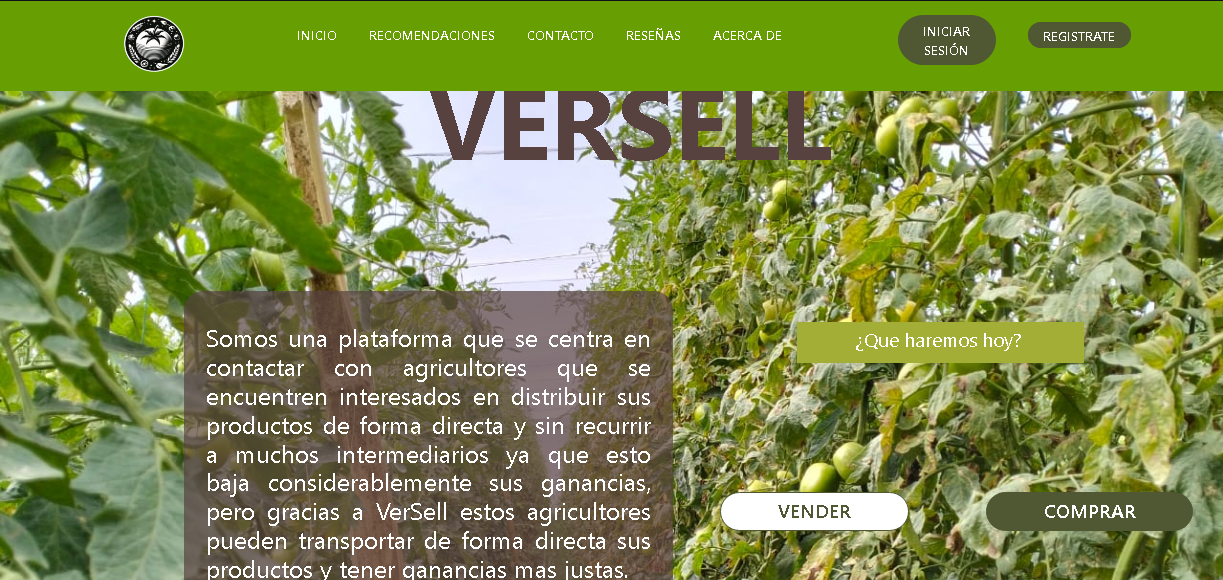 INICIO RECOMENDACIONES CONTACTO RESEÑAS ACERCA DE
INICIAR
SESIÓN
REGISTRATE
VERSELL
Somos una plataforma que se centra en
contactar con agricultores que se
encuentren interesados en distribuir sus
productos de forma directa y sin recurrir
a muchos intermediarios ya que esto
baja considerablemente sus ganancias,
pero gracias a VerSell estos agricultores
pueden transportar de forma directa sus
productos y tener ganancias mas justas.
¿Que haremos hoy?
VENDER
COMPRAR